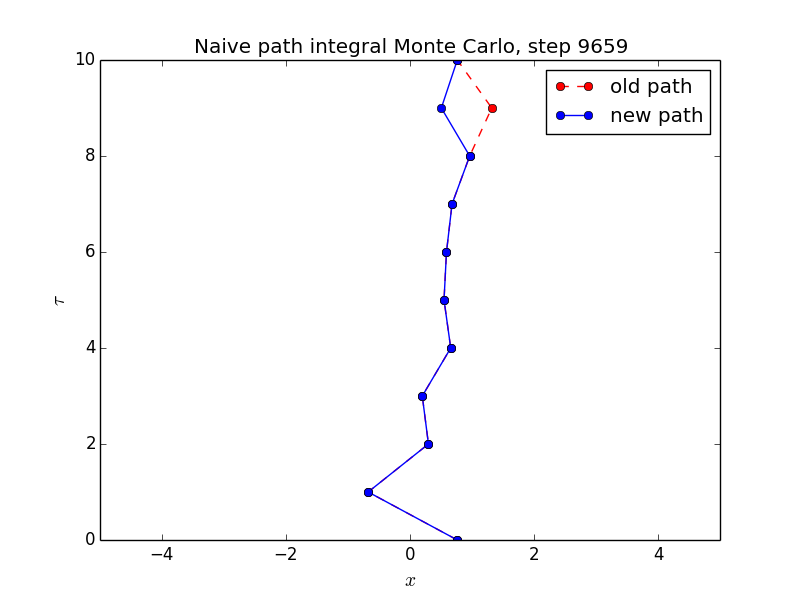 Naive path integral Monte Carlo, step 9659
old path
new path
10
8
6
4
2
0
τ
−4
−2
0
2
4
x